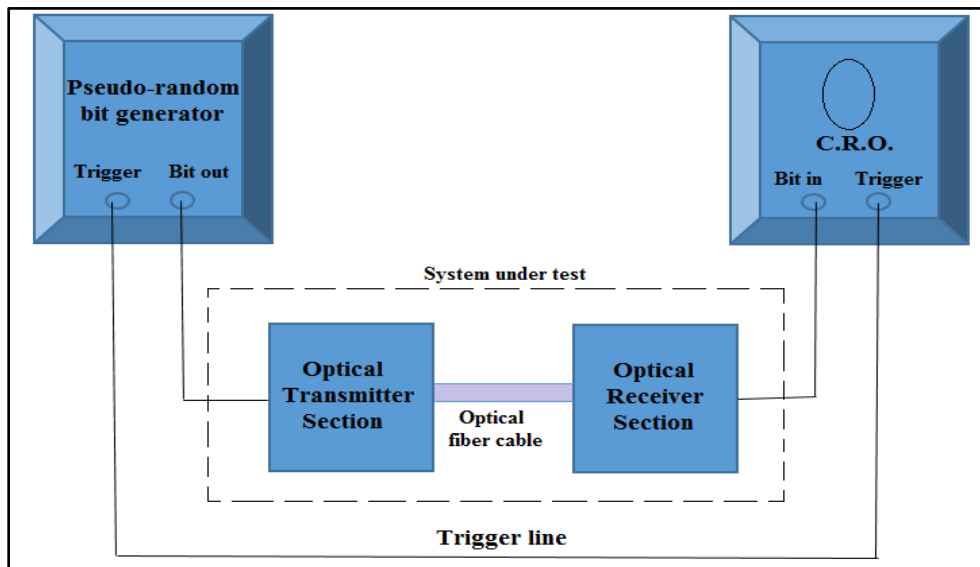 Pseudo-random
bit generator
Trigger Bit out
C.R.O.
Bit in Trigger
System under test
Optical
Transmitter
Section
Optical
fiber cable
Optical
Receiver
Section
Trigger line